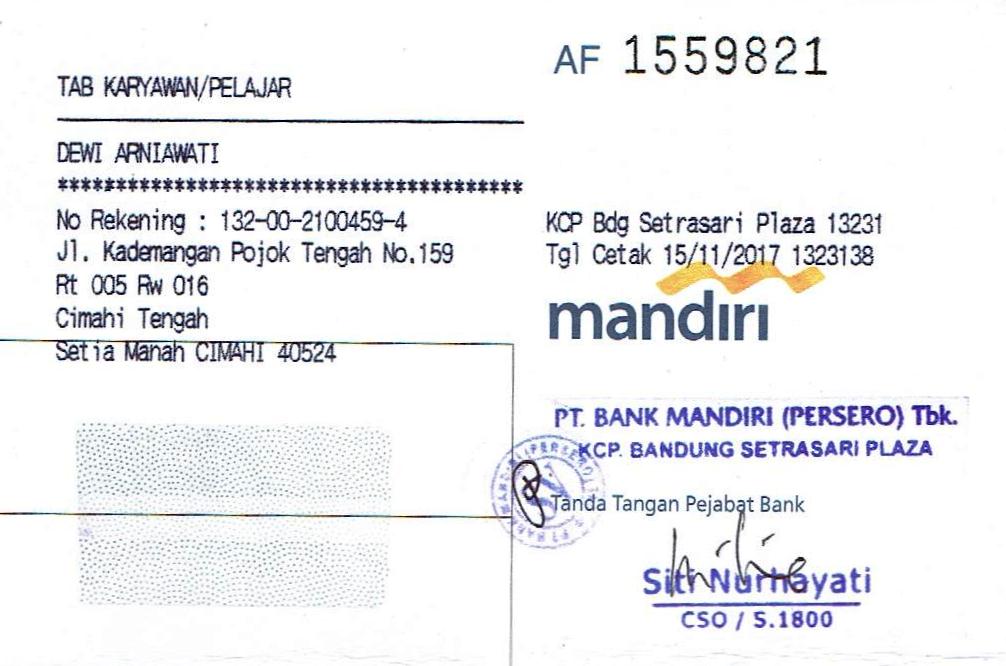 AF 1559821
TAB KARYAWAN/PELAJAR
DEWI ARNIAWATI
****************************************
No Rekening : 132-00-2100459-4
Jl. Kademangan Pojok Tengah No.159
Rt 005 Rw 016
Cimahi Tengah
Setia Manah CIMAHI 40524
KCP Bdg Setrasari Plaza 13231
Tgl Cetak 15/11/2017 1323138
mandırı
PT. BANK MANDIRI (PERSERO) Tbk.
KCP. BANDUNG SETRASARI PLAZA
Tanda Tangan Pejabat Bank
Siti Nurhayati
CSO / S.1800